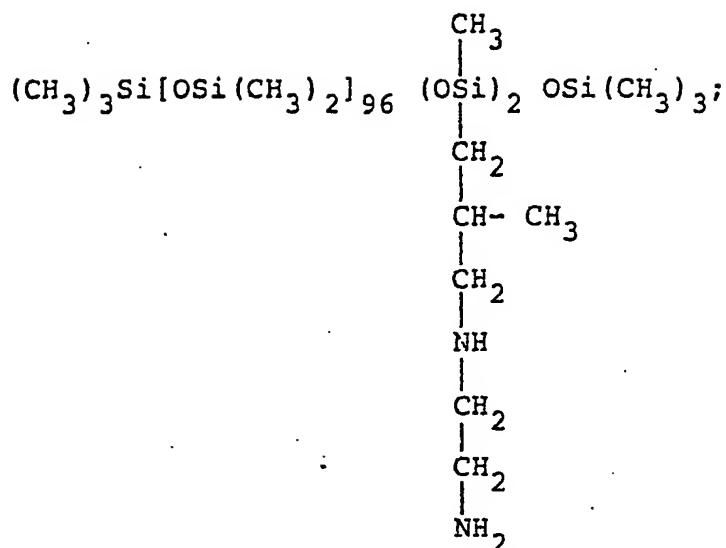 CH3
(CH3)3Si[OSi(CH3)2]96 (OSi)2 OSi(CH3)3;
CH2
CH- CH3
CH2
NH
CH2
CH2
NH2